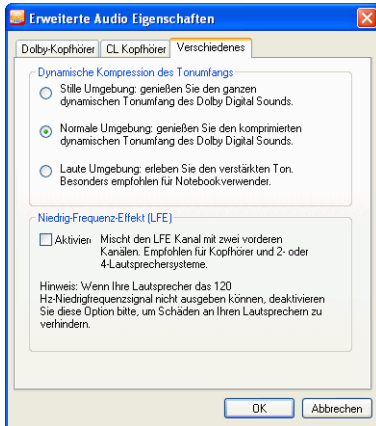 Erweiterte Audio Eigenschaften
Dolby-Kopfhörer CL Kopfhörer Verschiedenes
Dynamische Kompression des Tonumfangs
Stille Umgebung: genießen Sie den ganzen
dynamischen Tonumfang des Dolby Digital Sounds.
Normale Umgebung: genießen Sie den komprimierten
dynamischen Tonumfang des Dolby Digital Sounds.
Laute Umgebung: erleben Sie den verstärkten Ton.
Besonders empfohlen für Notebookverwender.
Niedrig-Frequenz-Effekt (LFE)
Aktivieren Mischt den LFE Kanal mit zwei vorderen
Kanälen. Empfohlen für Kopfhörer und 2- oder
4-Lautsprechersysteme.
Hinweis: Wenn Ihre Lautsprecher das 120
Hz-Niedrigfrequenzsignal nicht ausgeben können, deaktivieren
Sie diese Option bitte, um Schäden an Ihren Lautsprechern zu
verhindern.
OK Abbrechen